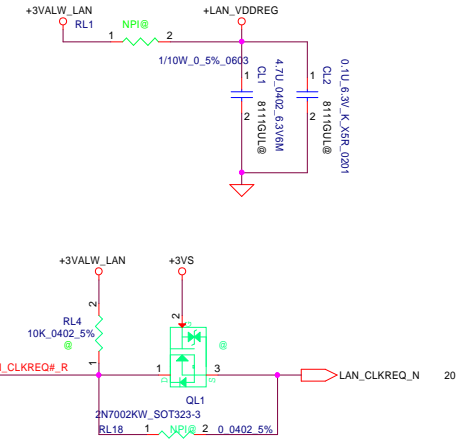 +3VALW_LAN
+LAN_VDDREG
RL1
NPI@
1
2
1/10W_0_5%_0603
1
2
CL1
4.7U_0402_6.3V6M
8111GUL@
1
2
CL2
0.1U_6.3V_K_X5R_0201
8111GUL@
+3VALW_LAN
+3VS
2
RL4
10K_0402_5%
@
1
2
G
@
N_CLKREQ#_R
1
D
S
3
LAN_CLKREQ_N
20
QL1
2N7002KW_SOT323-3
RL18
1
NPI@
2
0_0402_5%